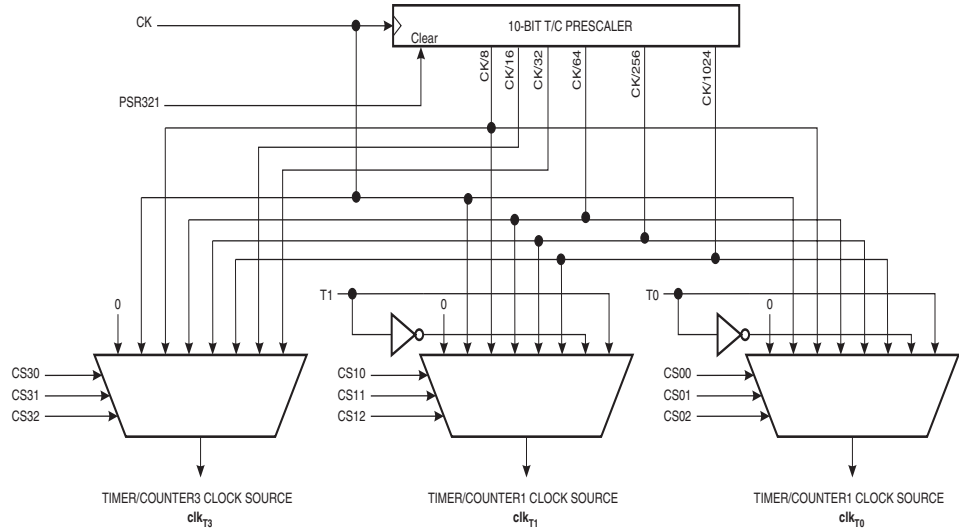 CK
10-BIT T/C PRESCALER
Clear
CK/8
CK/16
CK/32
CK/64
CK/256
CK/1024
PSR321
T1
T0
0
0
0
CS30
CS31
CS32
CS10
CS11
CS12
CS00
CS01
CS02
TIMER/COUNTER3 CLOCK SOURCE
clkT3
TIMER/COUNTER1 CLOCK SOURCE
clkT1
TIMER/COUNTER1 CLOCK SOURCE
clkT0